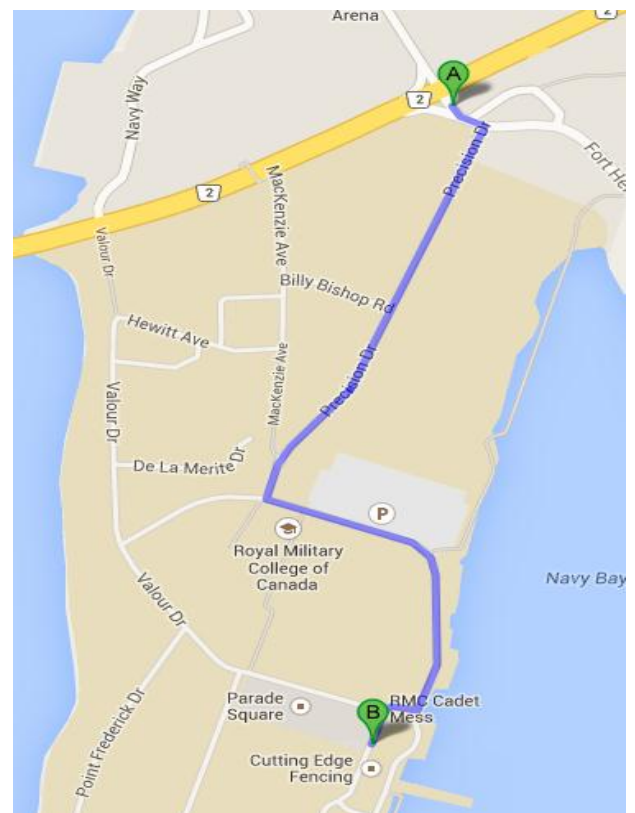 Arena
2
A
2
Navy Way
Precision Dr
Fort He
MacKenzie Ave
2
Valour Dr
Billy Bishop Rd
Hewitt Ave
MacKenzie Ave
Precision Dr
Valour Dr
De La Merite Dr
P
Royal Military
College of
Canada
Navy Bay
Valour Dr
Point Frederick Dr
Parade
Square
B
RMC Cadet
Mess
Cutting Edge
Fencing